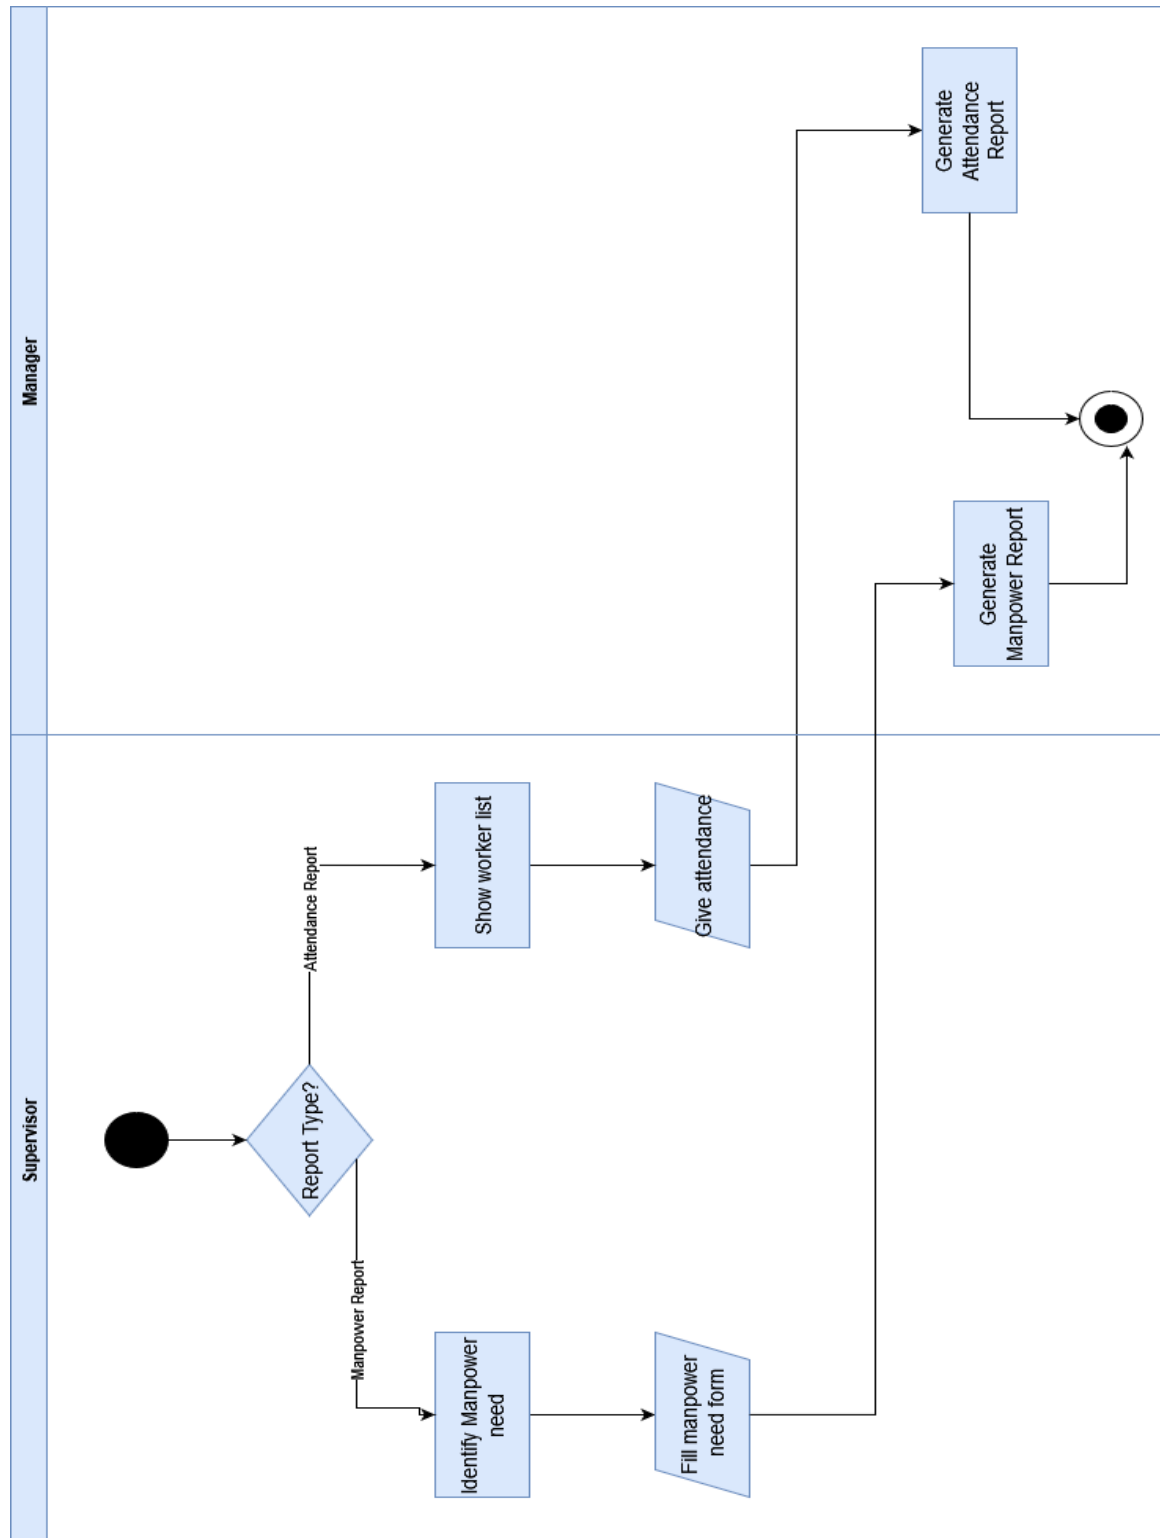 Supervisor
Manager
Report Type?
Manpower Report
Attendance Report
Identify Manpower
need
Show worker list
Fill manpower
need form
Give attendance
Generate
Manpower Report
Generate
Attendance
Report